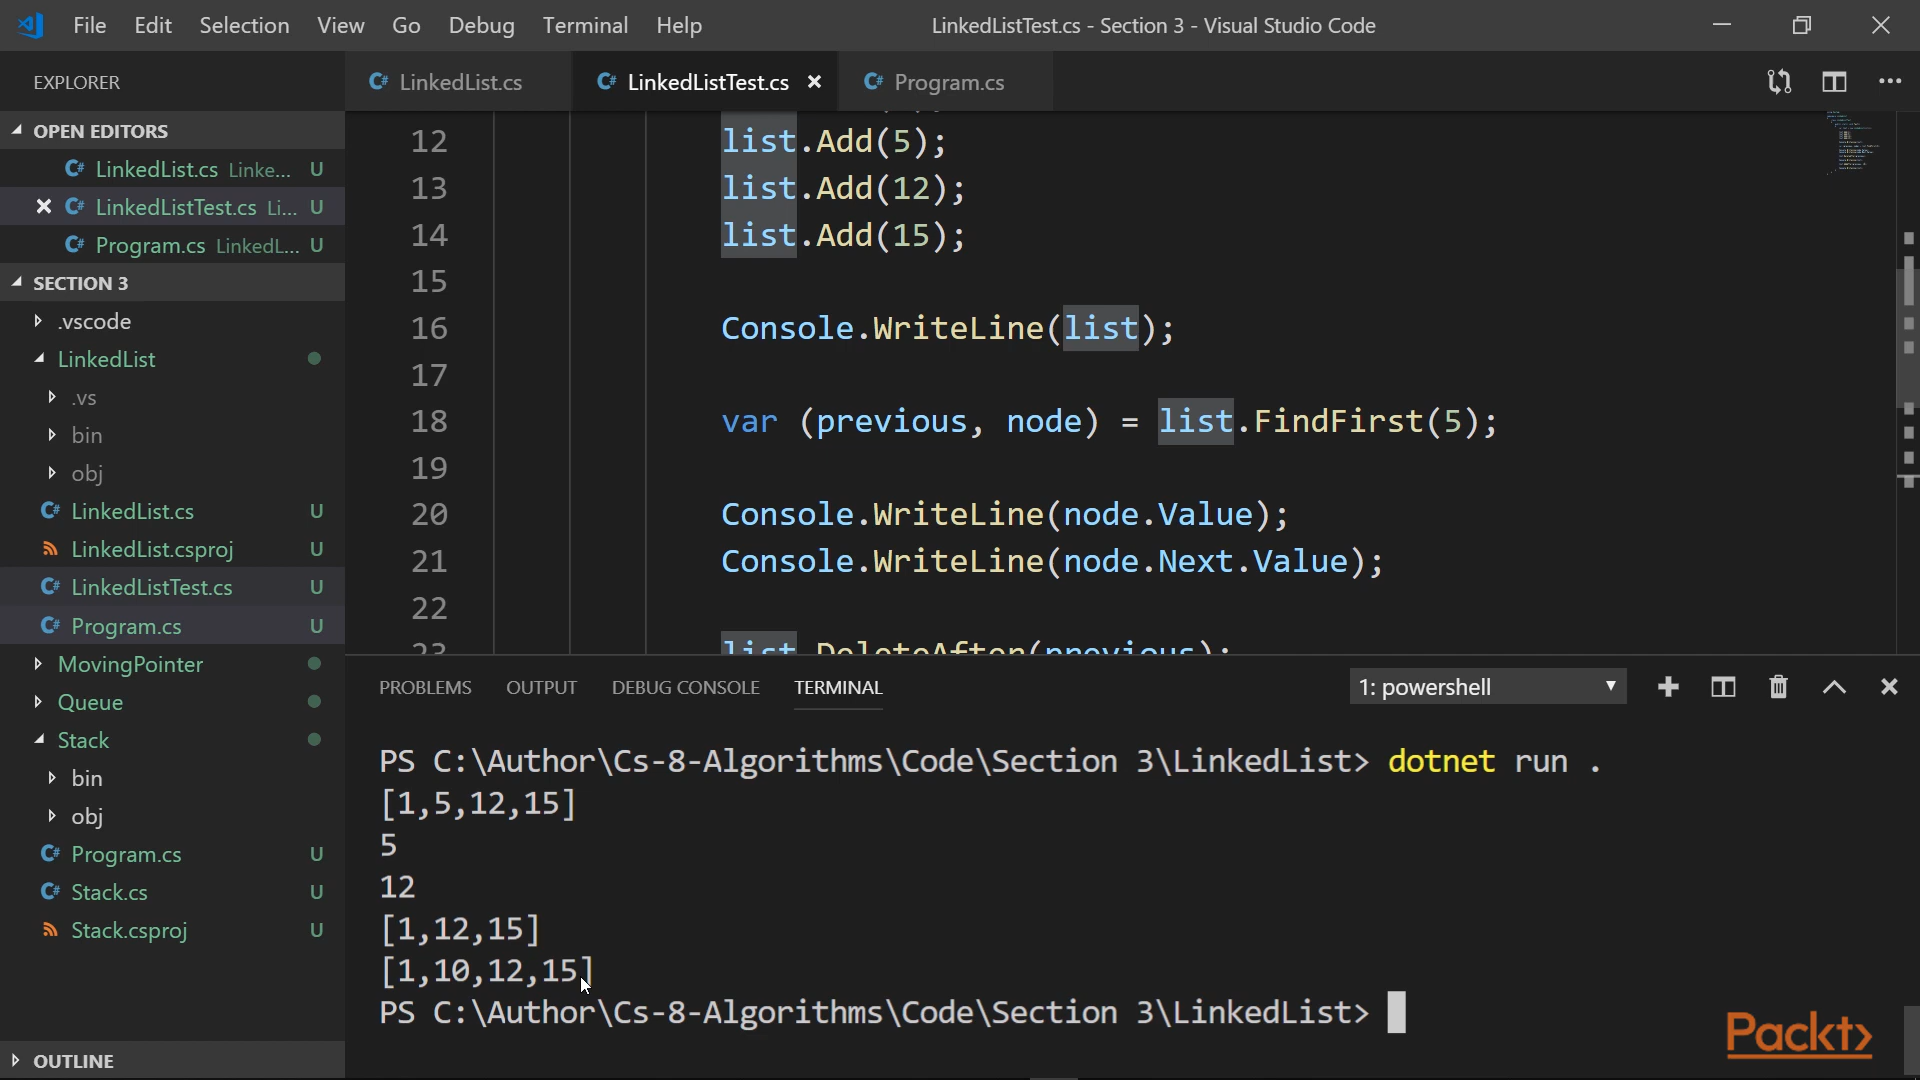 File Edit Selection View Go Debug Terminal Help
LinkedListTest.cs - Section 3 - Visual Studio Code
EXPLORER
LinkedList.cs
LinkedListTest.cs
Program.cs
OPEN EDITORS
LinkedList.cs Linke... U
LinkedListTest.cs Li... U
Program.cs LinkedL... U
SECTION 3
.vscode
LinkedList
.vs
bin
obj
LinkedList.cs U
LinkedList.csproj U
LinkedListTest.cs U
Program.cs U
MovingPointer
Queue
Stack
bin
obj
Program.cs U
Stack.cs U
Stack.csproj U
OUTLINE
12 list.Add(5);
13 list.Add(12);
14 list.Add(15);
15
16 Console.WriteLine(list);
17
18 var (previous, node) = list.FindFirst(5);
19
20 Console.WriteLine(node.Value);
21 Console.WriteLine(node.Next.Value);
22
23 list.DeleteAfter(previous);
PROBLEMS OUTPUT DEBUG CONSOLE TERMINAL
1: powershell
PS C:\Author\Cs-8-Algorithms\Code\Section 3\LinkedList> dotnet run .
[1,5,12,15]
5
12
[1,12,15]
[1,10,12,15]
PS C:\Author\Cs-8-Algorithms\Code\Section 3\LinkedList>
Packt>